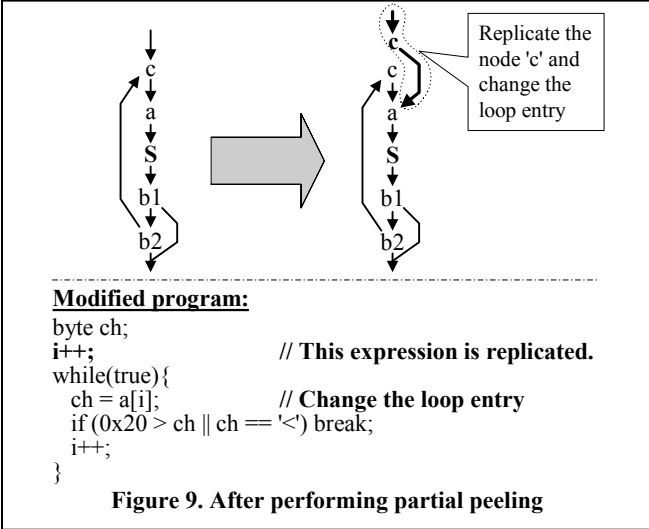 c
a
S
b1
b2
c
c
a
S
b1
b2
Replicate the
node 'c' and
change the
loop entry
Modified program:
byte ch;
i++; // This expression is replicated.
while(true){
ch = a[i]; // Change the loop entry
if (0x20 > ch || ch == '<') break;
i++;
}
Figure 9. After performing partial peeling